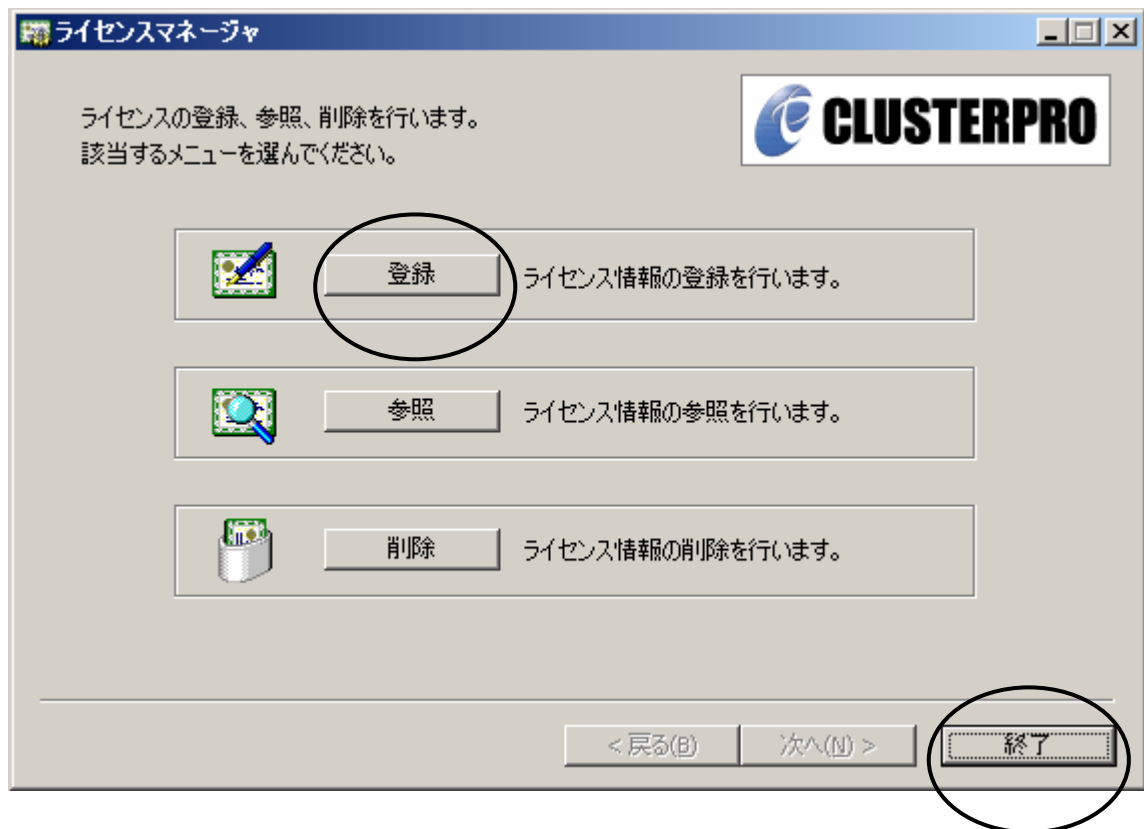 ライセンスマネージャ
ライセンスの登録、参照、削除を行います。
該当するメニューを選んでください。
CLUSTERPRO
登録
ライセンス情報の登録を行います。
参照
ライセンス情報の参照を行います。
削除
ライセンス情報の削除を行います。
< 戻る(B)
次へ(N) >
終了